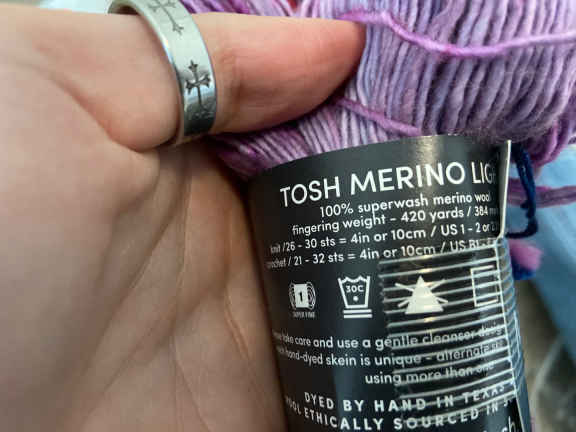 TOSH MERINO LIG
100% superwash merino wool
fingering weight - 420 yards / 384 m
knit /26 - 30 sts = 4in or 10cm / US 1 - 2 or
crochet / 21 - 32 sts = 4in or 10cm / US B
30C
1
SUPER FINE
take care and use a gentle cleanser
hand-dyed skein is unique - alternate
using more than one
DYED BY HAND IN TEXAS
WOOL ETHICALLY SOURCED IN